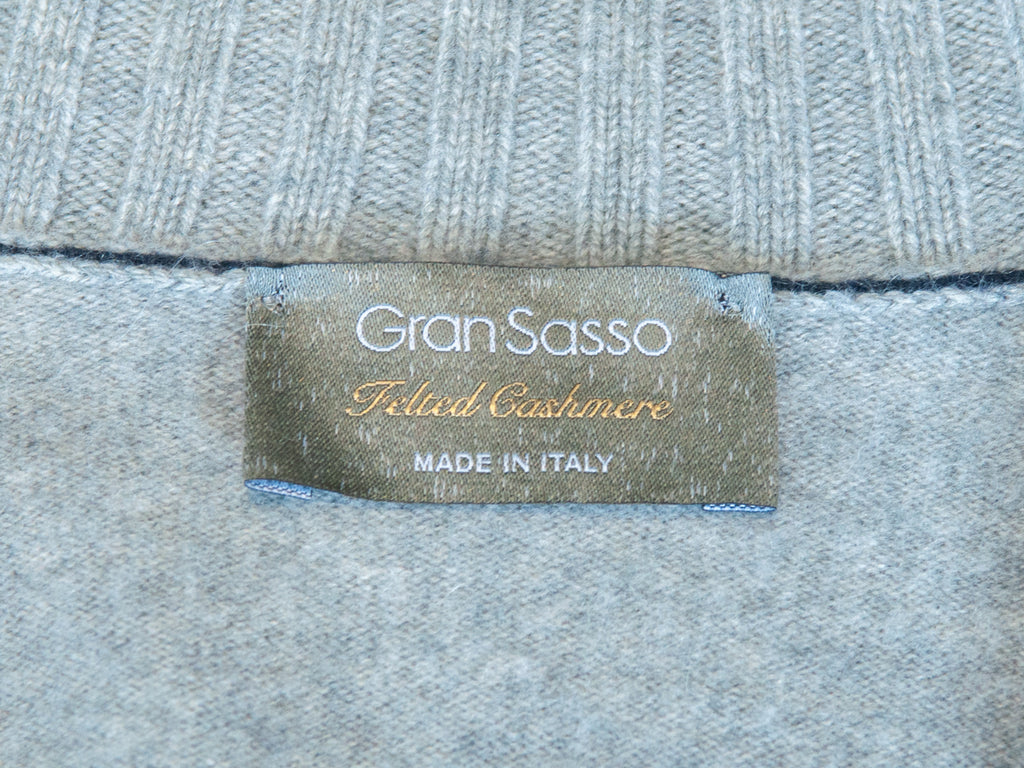 Gran Sasso
Felted Cashmere
MADE IN ITALY